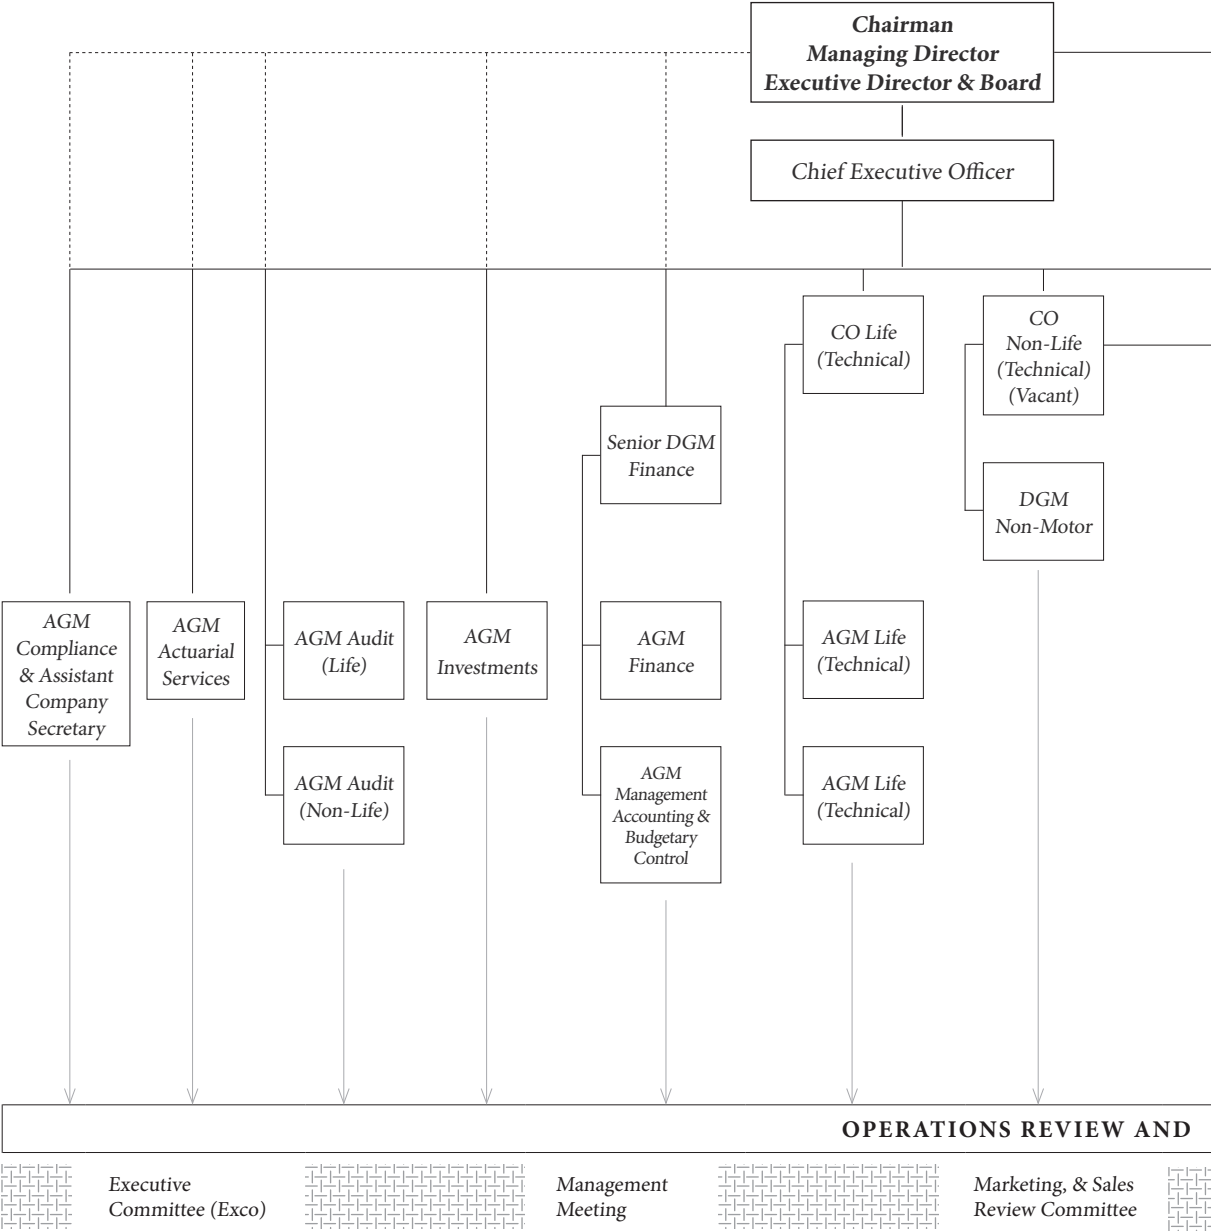 Chairman
Managing Director
Executive Director & Board
Chief Executive Officer
CO Life
(Technical)
CO
Non-Life
(Technical)
(Vacant)
Senior DGM
Finance
DGM
Non-Motor
AGM
Compliance
& Assistant
Company
Secretary
AGM
Actuarial
Services
AGM Audit
(Life)
AGM
Investments
AGM
Finance
AGM Life
(Technical)
AGM Audit
(Non-Life)
AGM
Management
Accounting &
Budgetary
Control
AGM Life
(Technical)
OPERATIONS REVIEW AND
Executive
Committee (Exco)
Management
Meeting
Marketing, & Sales
Review Committee